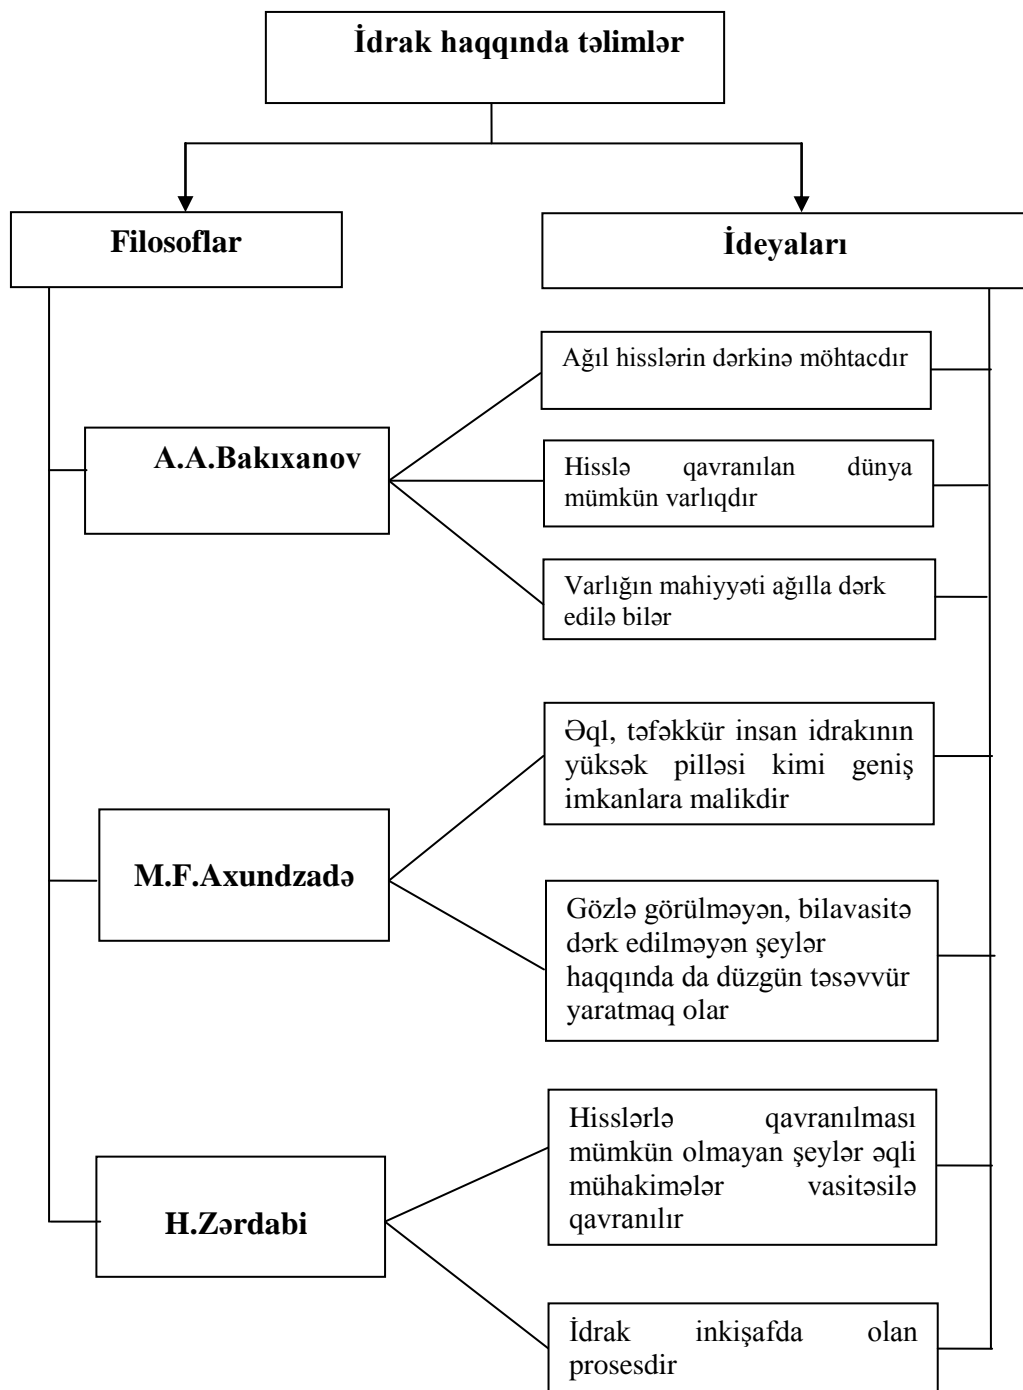 İdrak haqqında təlimlər
Filosoflar
İdeyaları
A.A.Bakıxanov
Ağıl hisslərin dərkinə möhtacdır
Hisslə qavranılan dünya
mümkün varlıqdır
Varlığın mahiyyəti ağılla dərk
edilə bilər
M.F.Axundzadə
Əql, təfəkkür insan idrakının
yüksək pilləsi kimi geniş
imkanlara malikdir
Gözlə görülməyən, bilavasitə
dərk edilməyən şeylər
haqqında da düzgün təsəvvür
yaratmaq olar
H.Zərdabi
Hisslərlə qavranılması
mümkün olmayan şeylər əqli
mühakimələr vasitəsilə
qavranılır
İdrak inkişafda olan
prosesdir